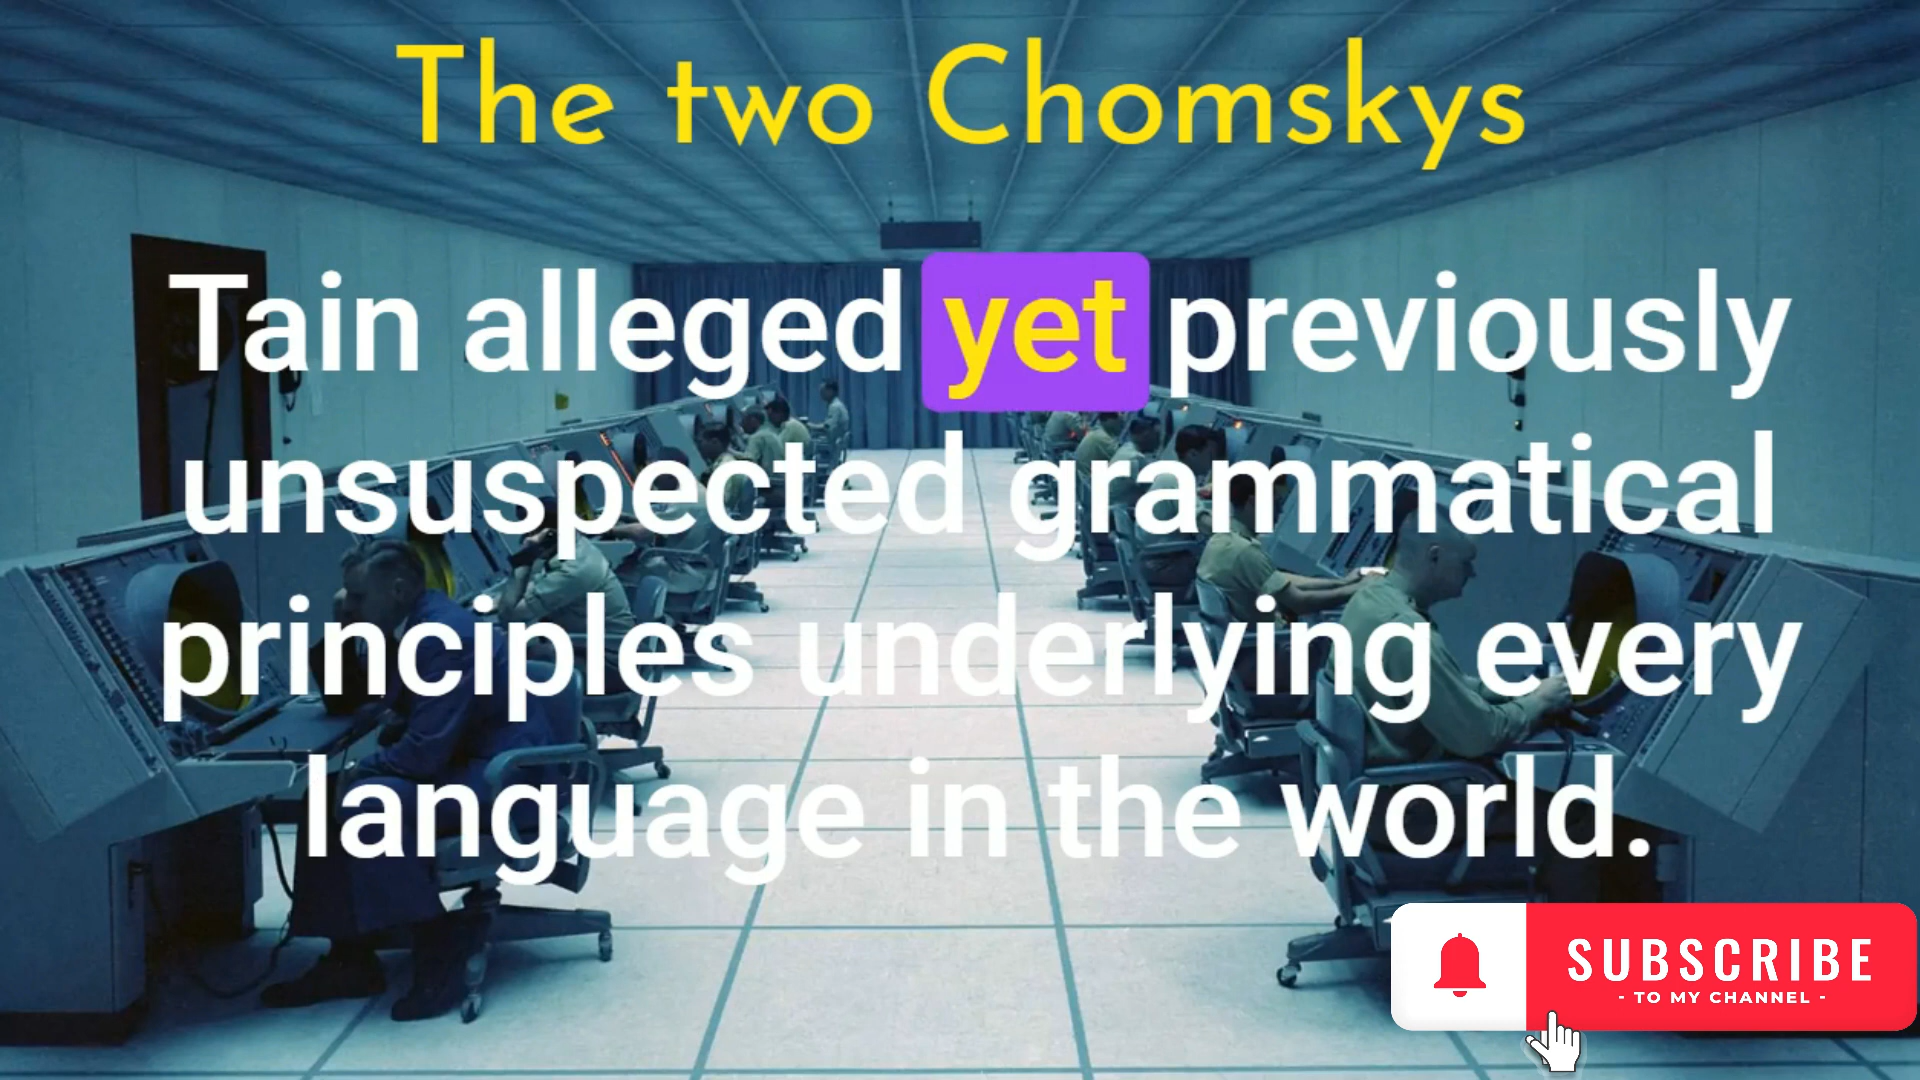 The two Chomskys
Tain alleged yet previously
unsuspected grammatical
principles underlying every
language in the world.
SUBSCRIBE
- TO MY CHANNEL -